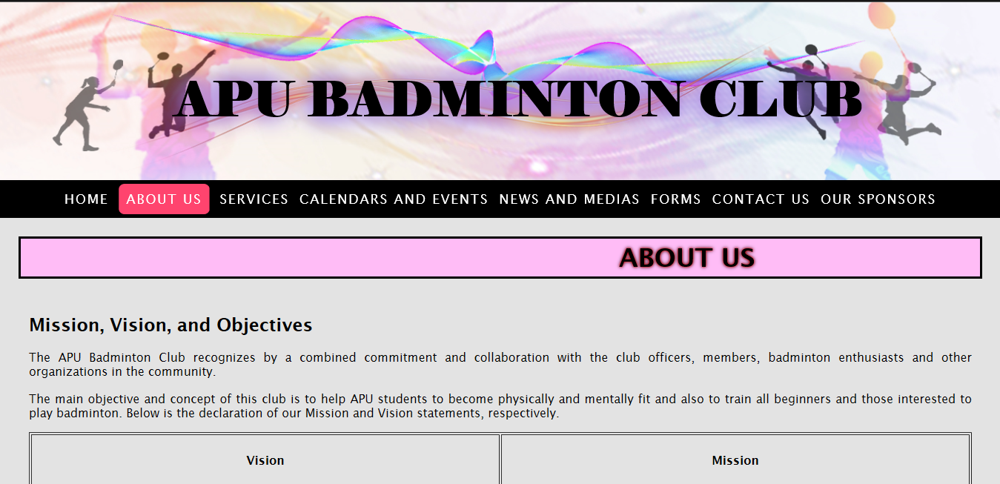 APU BADMINTON CLUB
HOME ABOUT US SERVICES CALENDARS AND EVENTS NEWS AND MEDIAS FORMS CONTACT US OUR SPONSORS
ABOUT US
Mission, Vision, and Objectives
The APU Badminton Club recognizes by a combined commitment and collaboration with the club officers, members, badminton enthusiasts and other
organizations in the community.
The main objective and concept of this club is to help APU students to become physically and mentally fit and also to train all beginners and those interested to
play badminton. Below is the declaration of our Mission and Vision statements, respectively.
Vision Mission